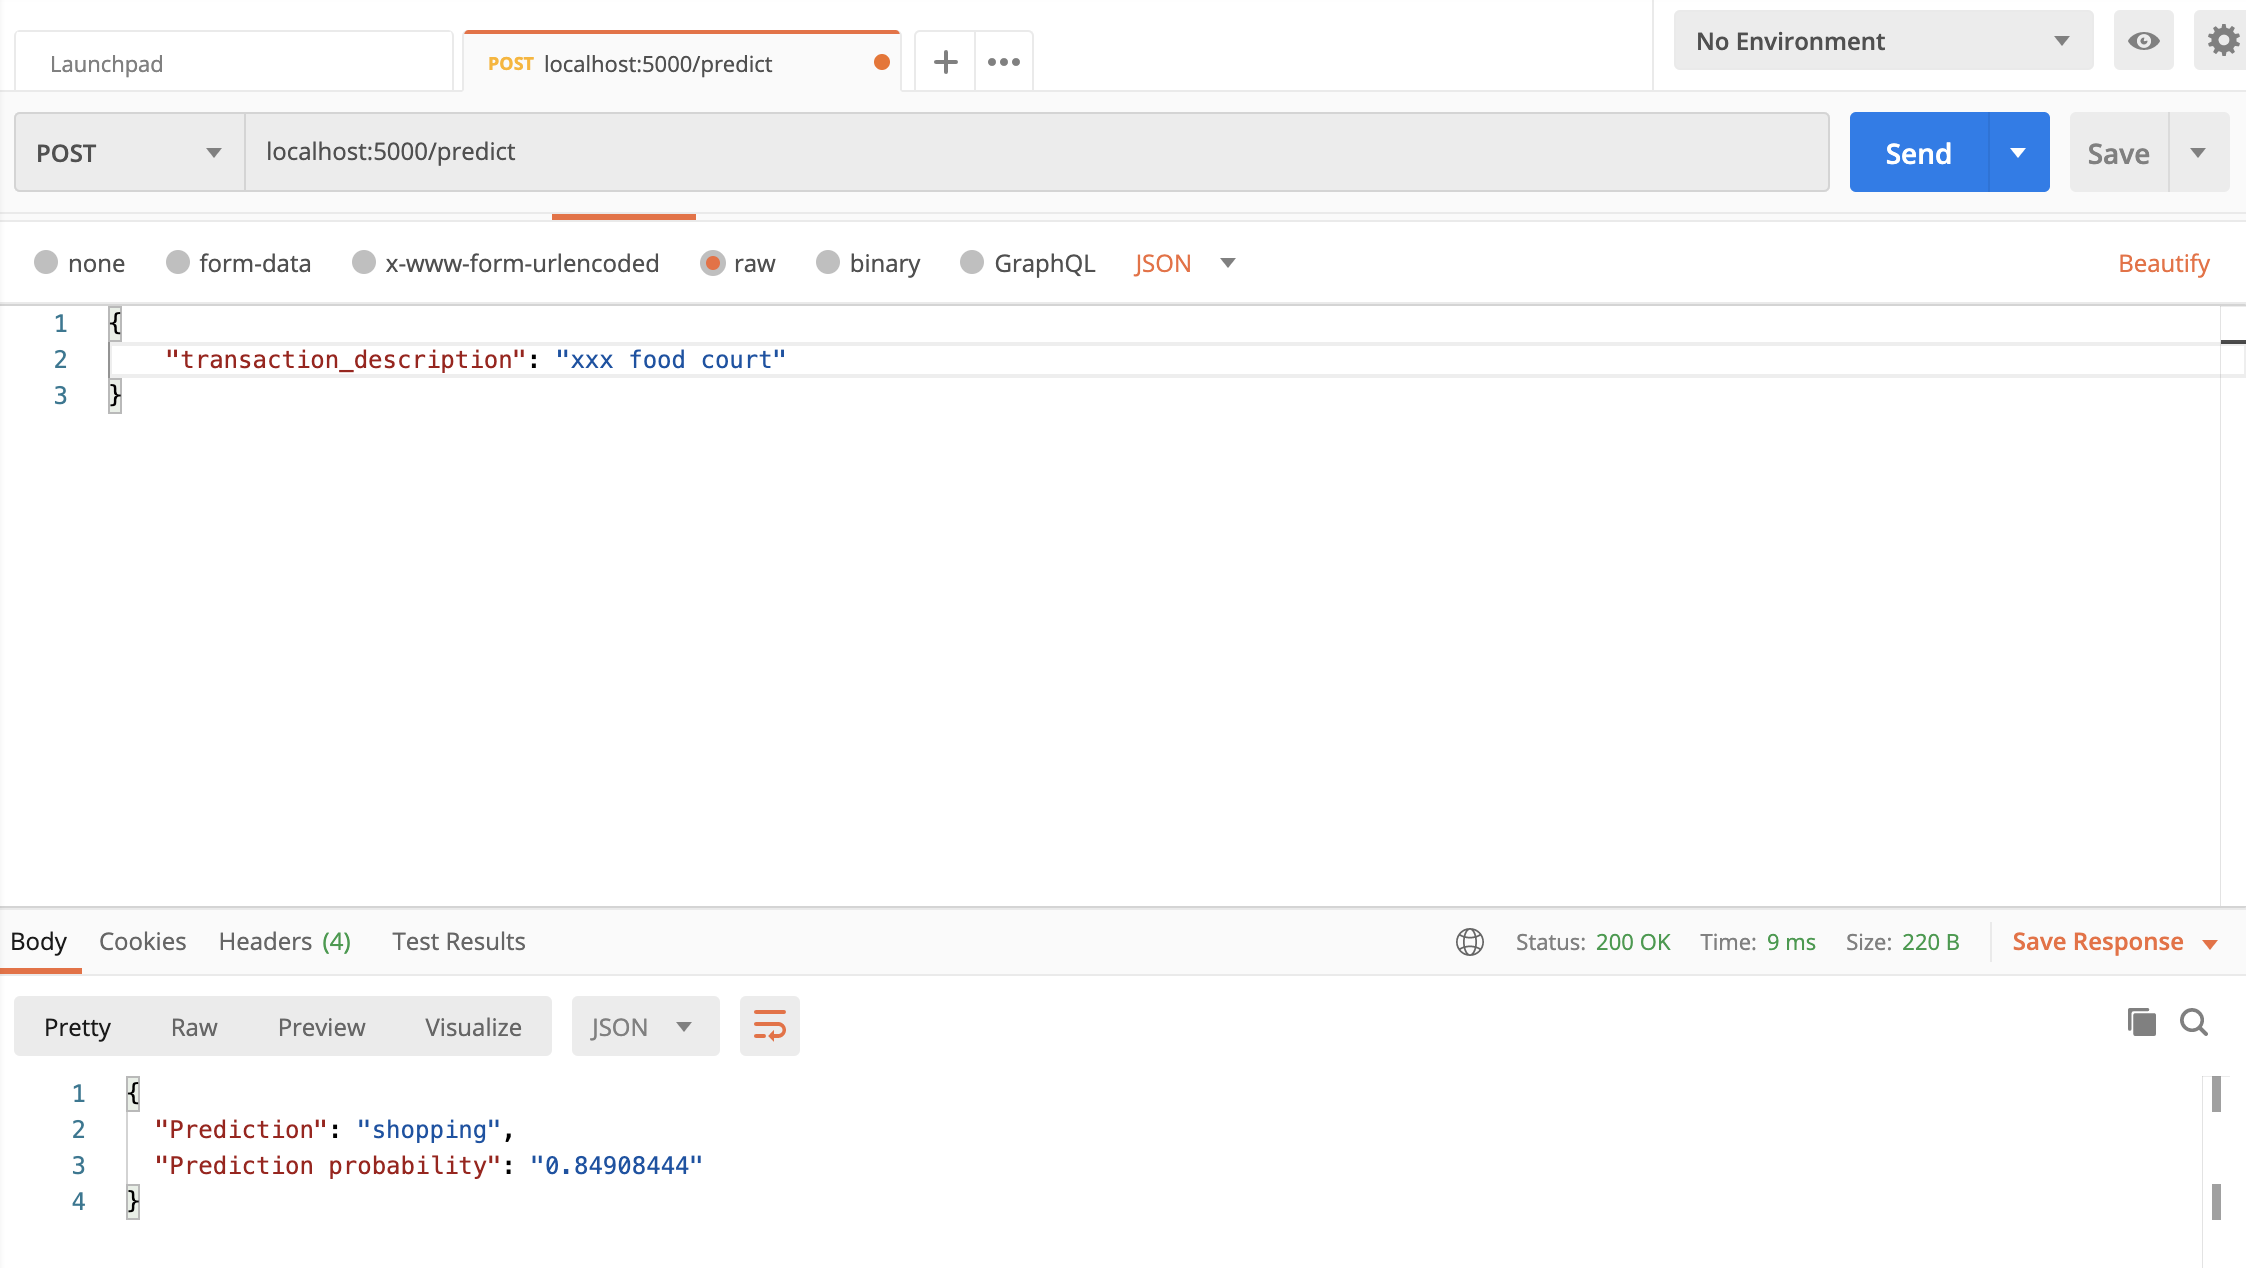 Launchpad
POST localhost:5000/predict
No Environment
POST
localhost:5000/predict
Send
Save
none
form-data
x-www-form-urlencoded
raw
binary
GraphQL
JSON
Beautify
1 {
2 "transaction_description": "xxx food court"
3 }
Body
Cookies
Headers (4)
Test Results
Status: 200 OK
Time: 9 ms
Size: 220 B
Save Response
Pretty
Raw
Preview
Visualize
JSON
1 {
2 "Prediction": "shopping",
3 "Prediction probability": "0.84908444"
4 }